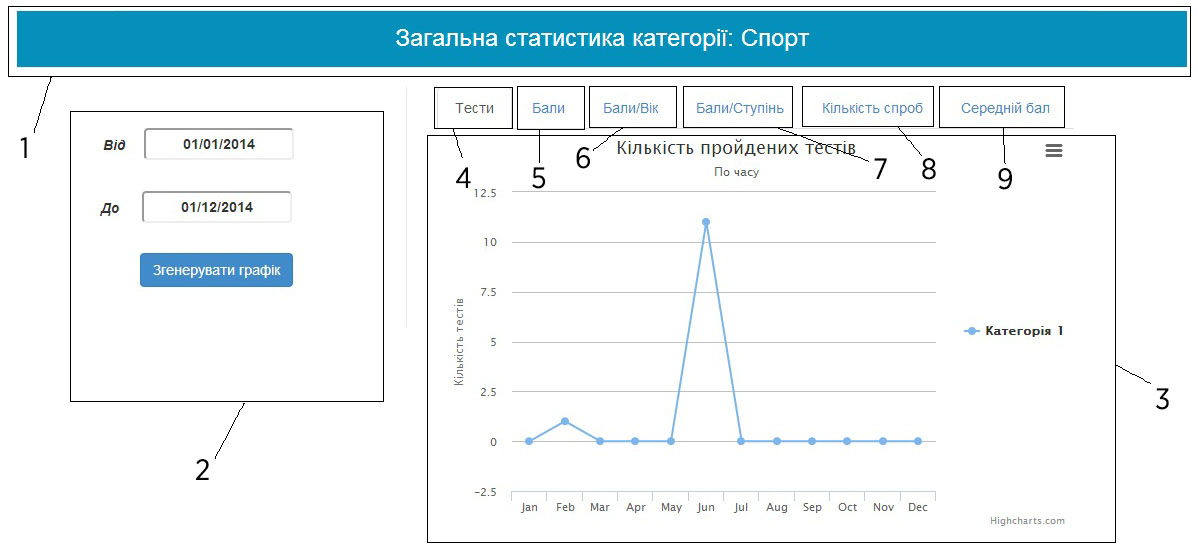 Загальна статистика категорії: Спорт
1
Від 01/01/2014
До 01/12/2014
Згенерувати графік
2
Тести Бали Бали/Вік Бали/Ступінь Кількість спроб Середній бал
4 5 6 7 8 9
Кількість пройдених тестів
По часу
Кількість тестів
12.5
10
7.5
5
2.5
0
-2.5
Jan Feb Mar Apr May Jun Jul Aug Sep Oct Nov Dec
Категорія 1
3
Highcharts.com